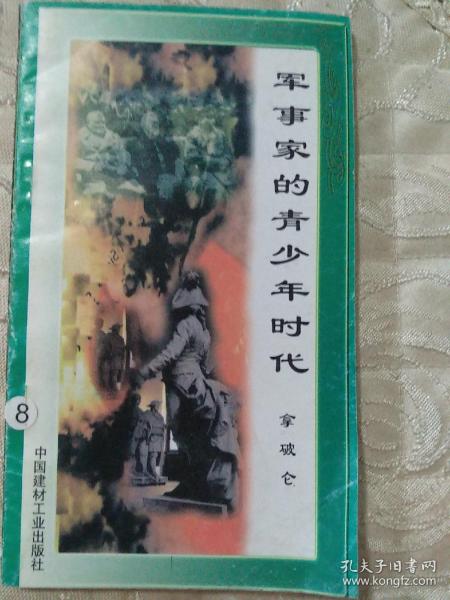 军事家的青少年时代
拿破仑
8
中国建材工业出版社
孔夫子旧书网
www.kongfz.com